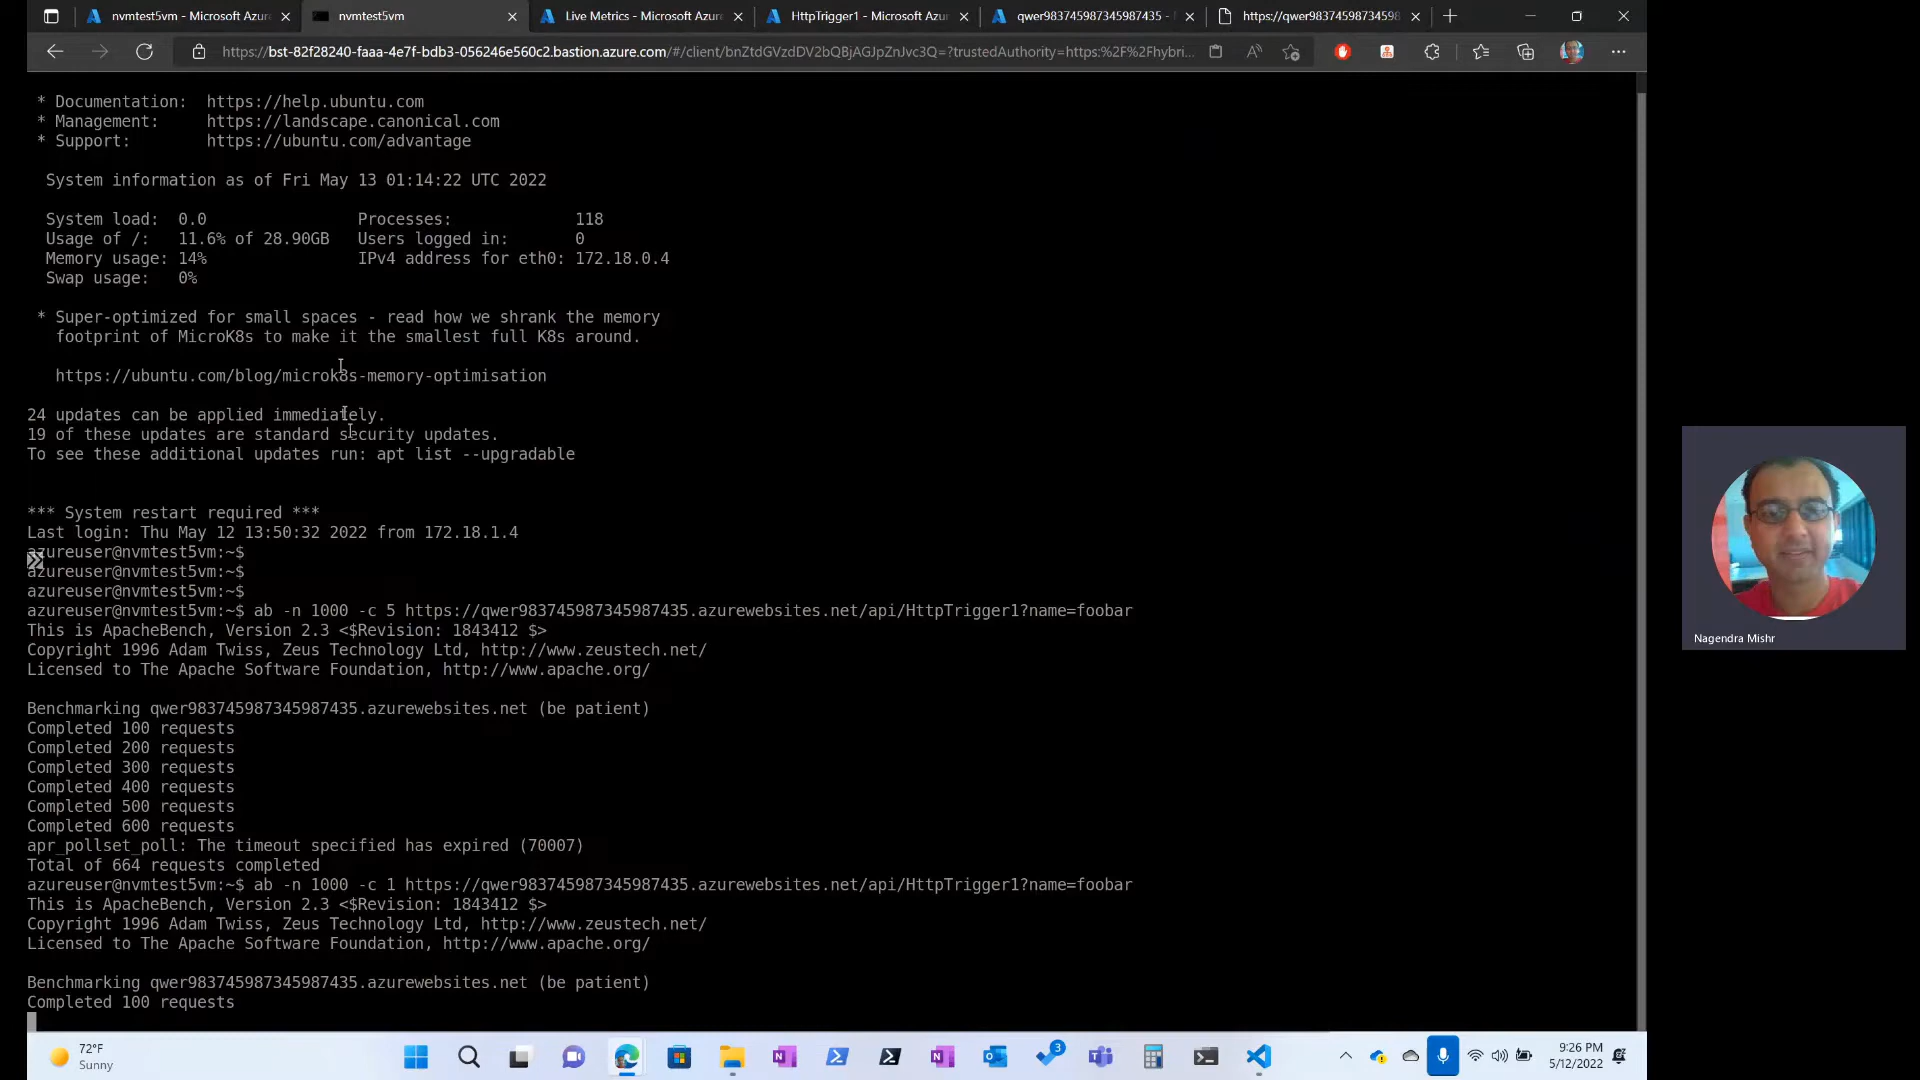 nvmtest5vm - Microsoft Azur
nvmtest5vm
Live Metrics - Microsoft Azur
HttpTrigger1 - Microsoft Azur
qwer983745987345987435 -
https://qwer9837459873459​8
https://bst-82f28240-faaa-4e7f-bdb3-056246e560c2.bastion.azure.com/#/client/bnZtdGVzdDV2bQBjAGJpZnJvc3Q=?trustedAuthority=https:%2F%2Fhybri...
* Documentation: https://help.ubuntu.com
* Management: https://landscape.canonical.com
* Support: https://ubuntu.com/advantage
System information as of Fri May 13 01:14:22 UTC 2022
System load: 0.0 Processes: 118
Usage of /: 11.6% of 28.90GB Users logged in: 0
Memory usage: 14% IPv4 address for eth0: 172.18.0.4
Swap usage: 0%
* Super-optimized for small spaces - read how we shrank the memory
footprint of MicroK8s to make it the smallest full K8s around.
https://ubuntu.com/blog/microk8s-memory-optimisation
24 updates can be applied immediately.
19 of these updates are standard security updates.
To see these additional updates run: apt list --upgradable
*** System restart required ***
Last login: Thu May 12 13:50:32 2022 from 172.18.1.4
azureuser@nvmtest5vm:~$
azureuser@nvmtest5vm:~$
azureuser@nvmtest5vm:~$
azureuser@nvmtest5vm:~$ ab -n 1000 -c 5 https://qwer983745987345987435.azurewebsites.net/api/HttpTrigger1?name=foobar
This is ApacheBench, Version 2.3 <$Revision: 1843412 $>
Copyright 1996 Adam Twiss, Zeus Technology Ltd, http://www.zeustech.net/
Licensed to The Apache Software Foundation, http://www.apache.org/
Benchmarking qwer983745987345987435.azurewebsites.net (be patient)
Completed 100 requests
Completed 200 requests
Completed 300 requests
Completed 400 requests
Completed 500 requests
Completed 600 requests
apr_pollset_poll: The timeout specified has expired (70007)
Total of 664 requests completed
azureuser@nvmtest5vm:~$ ab -n 1000 -c 1 https://qwer983745987345987435.azurewebsites.net/api/HttpTrigger1?name=foobar
This is ApacheBench, Version 2.3 <$Revision: 1843412 $>
Copyright 1996 Adam Twiss, Zeus Technology Ltd, http://www.zeustech.net/
Licensed to The Apache Software Foundation, http://www.apache.org/
Benchmarking qwer983745987345987435.azurewebsites.net (be patient)
Completed 100 requests
Nagendra Mishr
72°F
Sunny
3
9:26 PM
5/12/2022